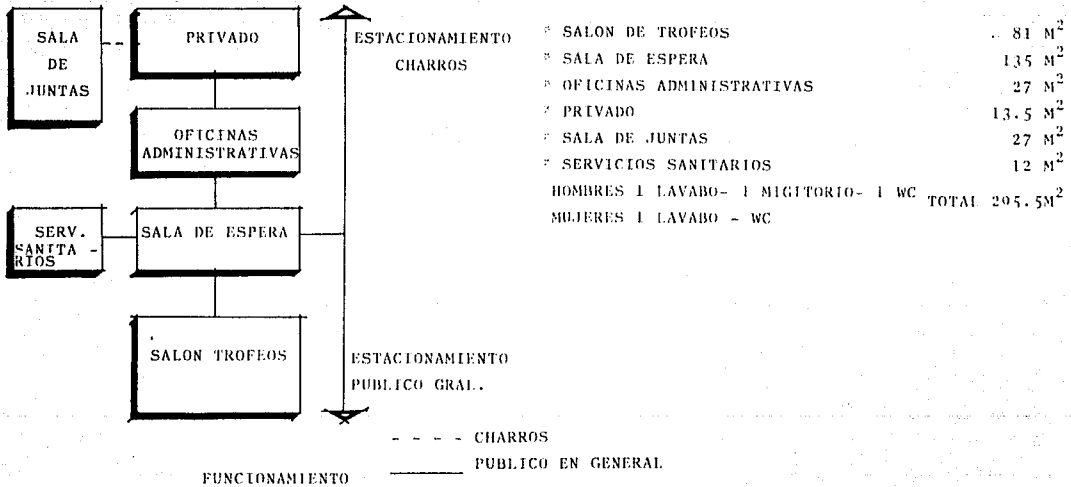 SALA
DE
JUNTAS
PRIVADO
OFICINAS
ADMINISTRATIVAS
SERV.
SANITA -
RIOS
SALA DE ESPERA
SALON TROFEOS
ESTACIONAMIENTO
CHARROS
ESTACIONAMIENTO
PUBLICO GRAL.
* SALON DE TROFEOS 81 M²
* SALA DE ESPERA 135 M²
* OFICINAS ADMINISTRATIVAS 27 M²
* PRIVADO 13.5 M²
* SALA DE JUNTAS 27 M²
* SERVICIOS SANITARIOS 12 M²
HOMBRES 1 LAVABO- 1 MIGITORIO- 1 WC TOTAL 295.5M²
MUJERES 1 LAVABO - WC
- - - - CHARROS
PUBLICO EN GENERAL
FUNCIONAMIENTO